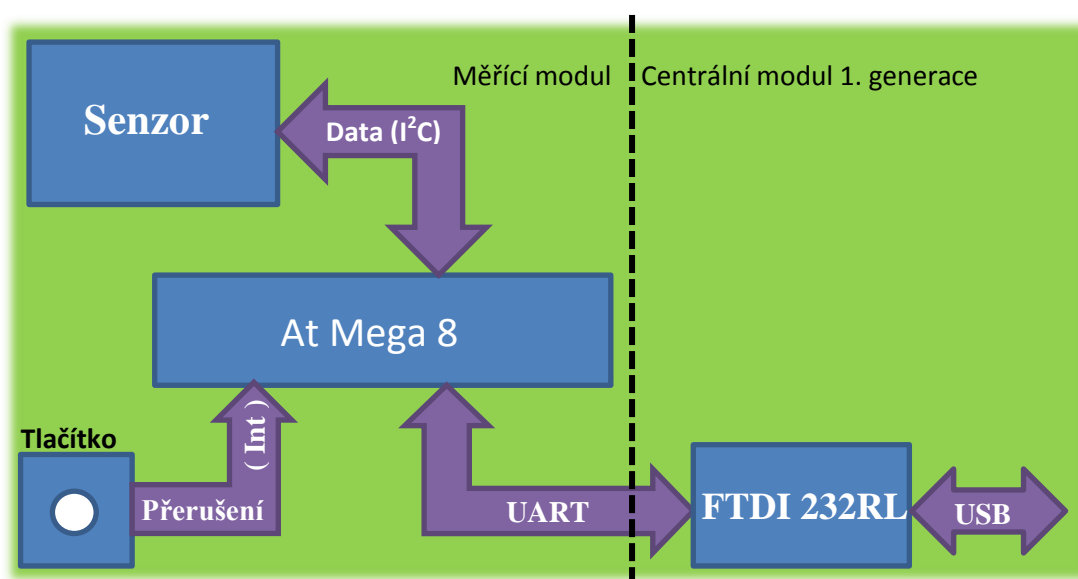 Měřící modul
Centrální modul 1. generace
Senzor
Data (I²C)
At Mega 8
Tlačítko
Přerušení
( Int )
UART
FTDI 232RL
USB